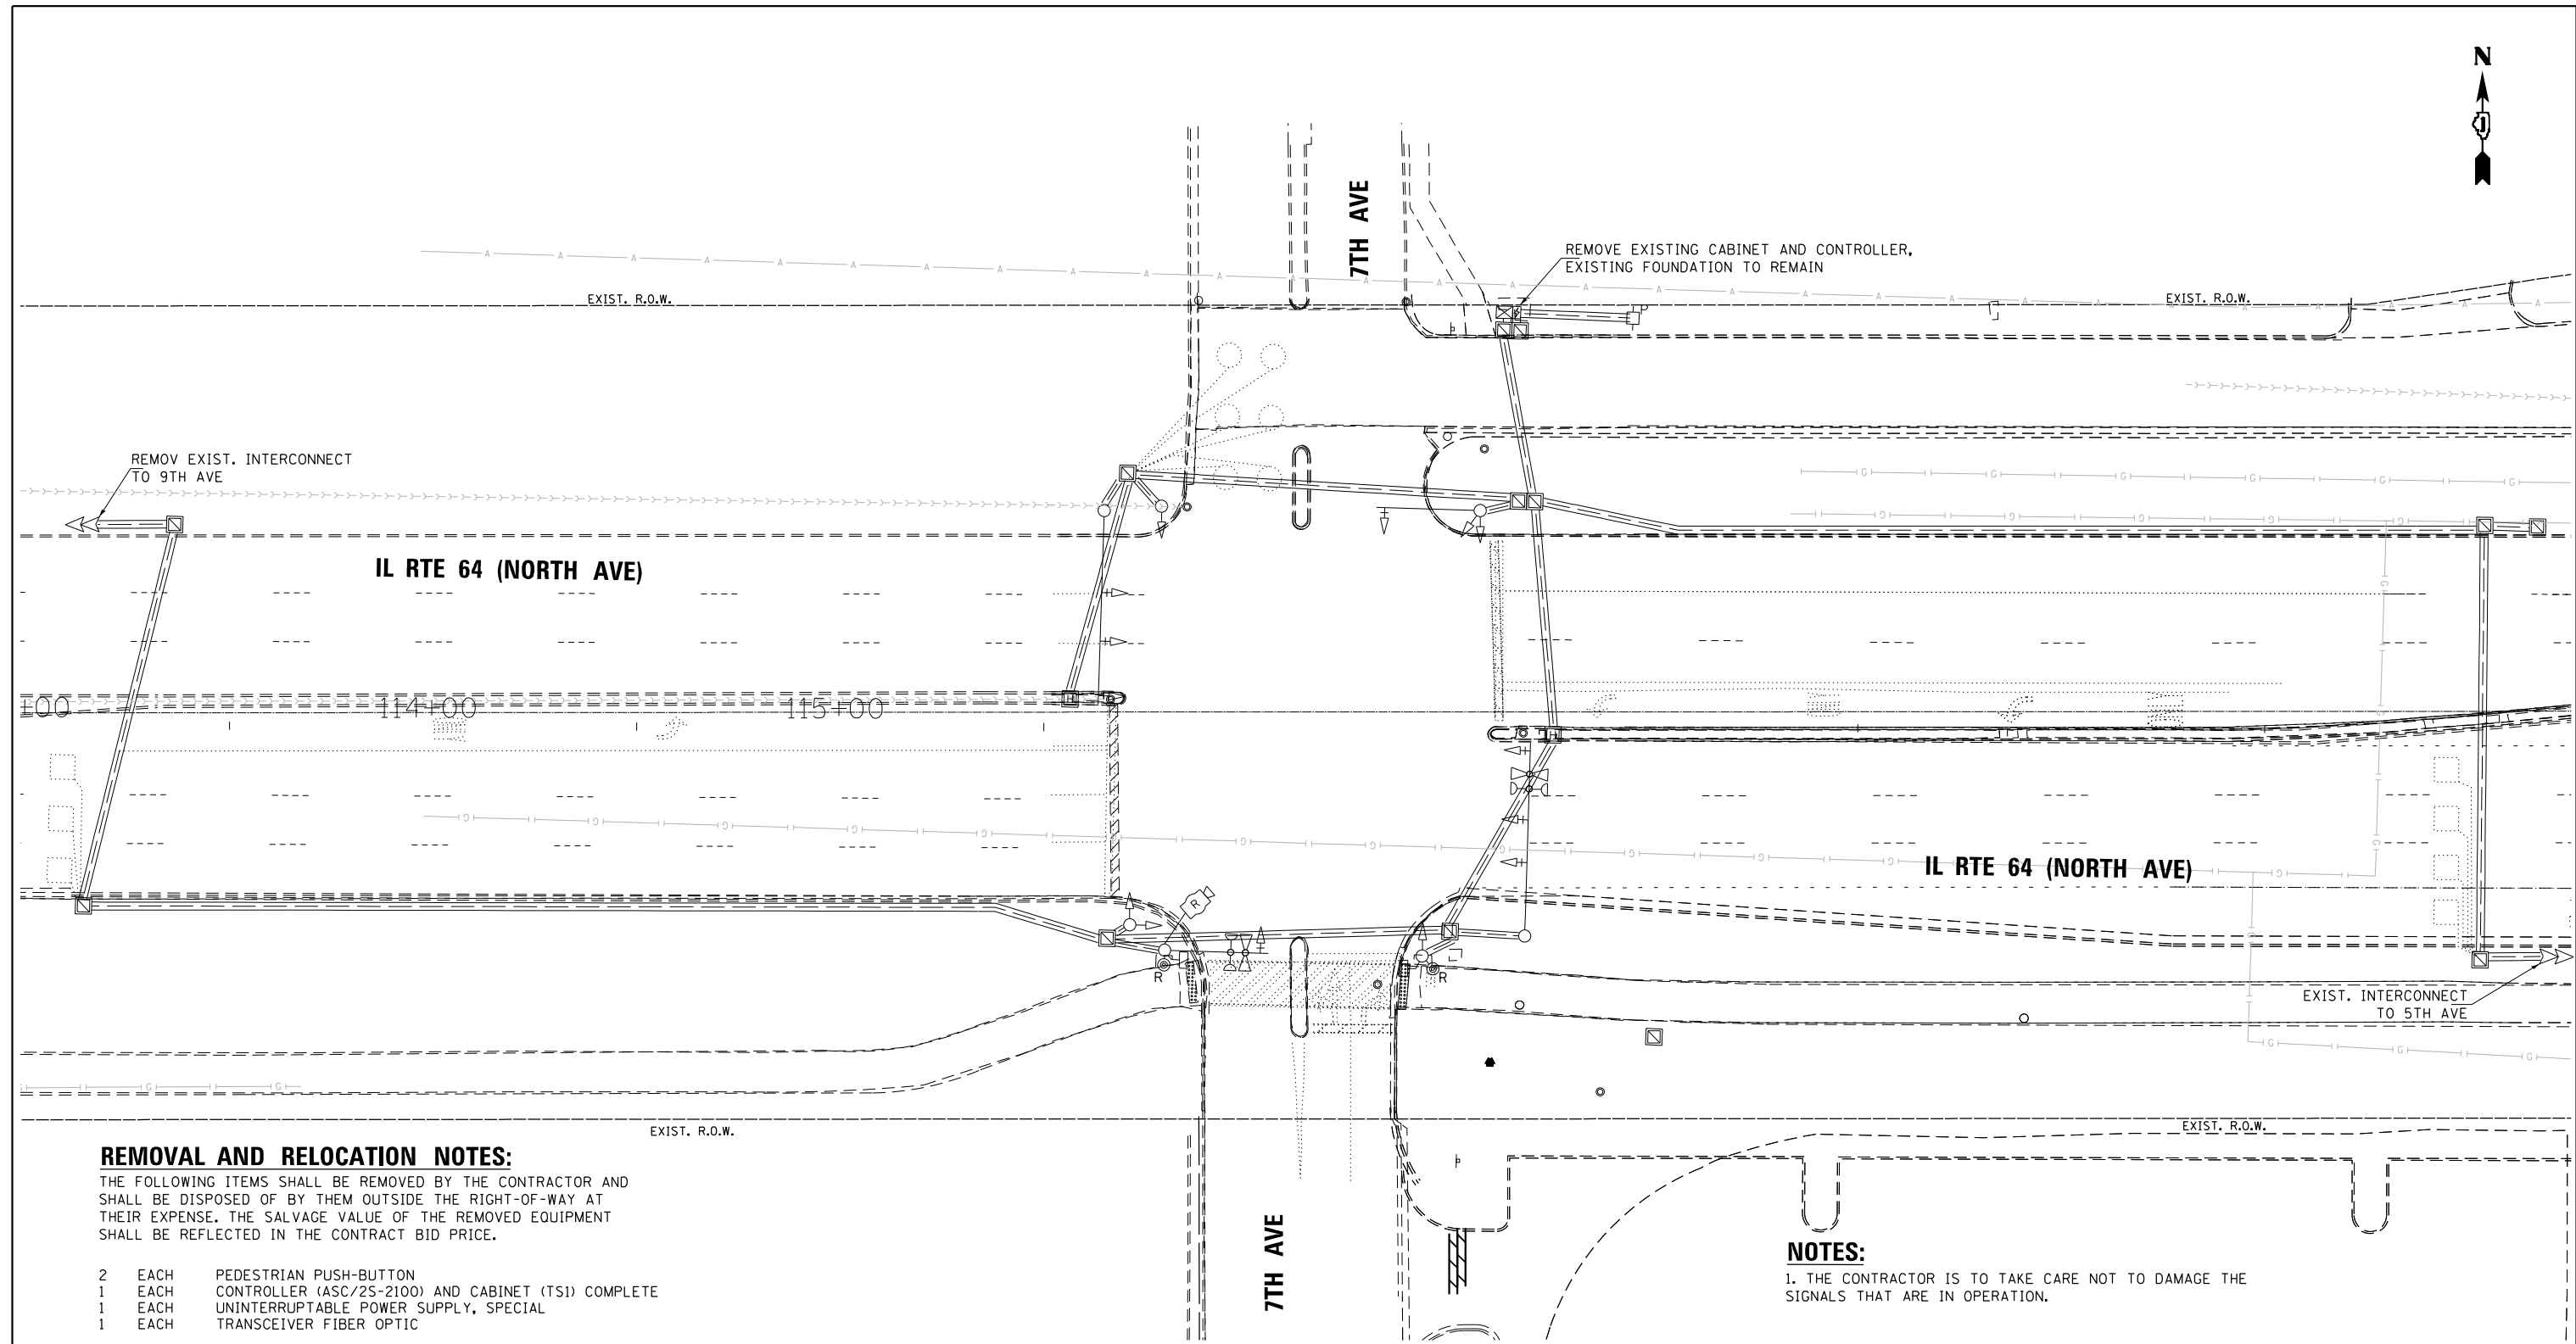 N
7TH AVE
REMOVE EXISTING CABINET AND CONTROLLER,
EXISTING FOUNDATION TO REMAIN
EXIST. R.O.W.
EXIST. R.O.W.
REMOV EXIST. INTERCONNECT
TO 9TH AVE
IL RTE 64 (NORTH AVE)
+00
114+00
115+00
IL RTE 64 (NORTH AVE)
R
R
R
EXIST. INTERCONNECT
TO 5TH AVE
EXIST. R.O.W.
EXIST. R.O.W.
REMOVAL AND RELOCATION NOTES:
THE FOLLOWING ITEMS SHALL BE REMOVED BY THE CONTRACTOR AND
SHALL BE DISPOSED OF BY THEM OUTSIDE THE RIGHT-OF-WAY AT
THEIR EXPENSE. THE SALVAGE VALUE OF THE REMOVED EQUIPMENT
SHALL BE REFLECTED IN THE CONTRACT BID PRICE.
2 EACH PEDESTRIAN PUSH-BUTTON
1 EACH CONTROLLER (ASC/2S-2100) AND CABINET (TS1) COMPLETE
1 EACH UNINTERRUPTABLE POWER SUPPLY, SPECIAL
1 EACH TRANSCEIVER FIBER OPTIC
7TH AVE
NOTES:
1. THE CONTRACTOR IS TO TAKE CARE NOT TO DAMAGE THE
SIGNALS THAT ARE IN OPERATION.